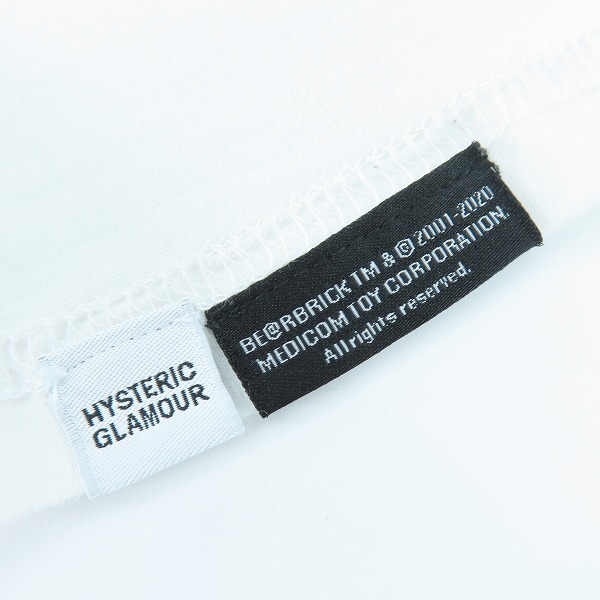 HYSTERIC
GLAMOUR
BE@RBRICK TM & © 2001-2020
MEDICOM TOY CORPORATION.
All rights reserved.